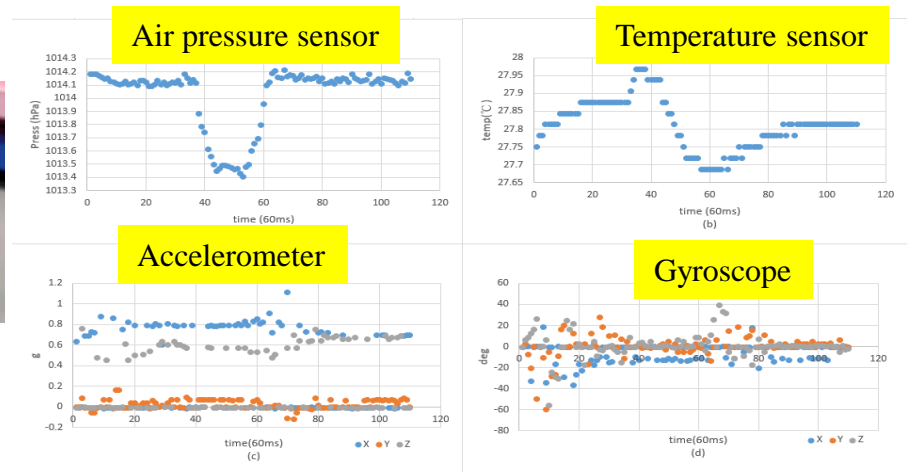 Air pressure sensor
1014.3
1014.2
1014.1
1014
1013.9
1013.8
1013.7
1013.6
1013.5
1013.4
1013.3
Press (hPa)
0 20 40 60 80 100 120
time (60ms)
Temperature sensor
28
27.95
27.9
27.85
27.8
27.75
27.7
27.65
temp(℃)
0 20 40 60 80 100 120
time (60ms)
(b)
Accelerometer
1.2
1
0.8
0.6
0.4
0.2
0
-0.2
g
0 20 40 60 80 100 120
time(60ms)
(c)
X Y Z
Gyroscope
60
40
20
0
-20
-40
-60
-80
deg
0 20 40 60 80 100 120
time(60ms)
(d)
X Y Z